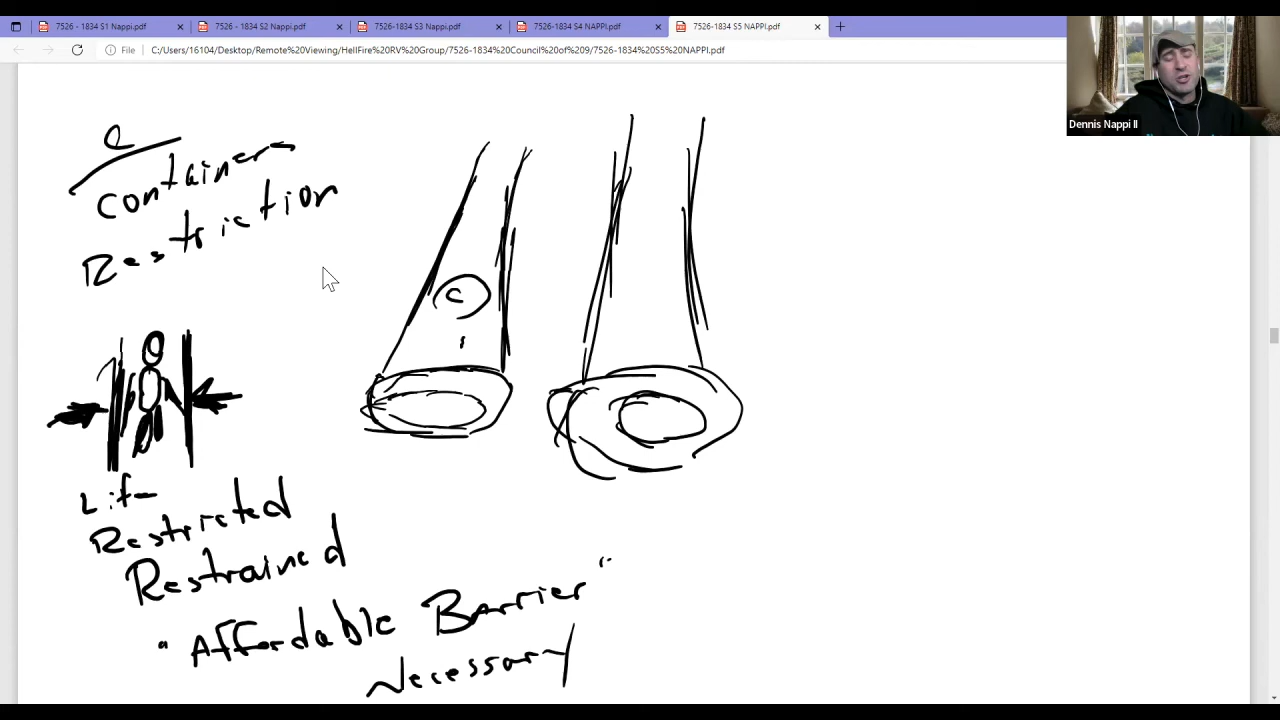 7526 - 1834 S1 Nappi.pdf
7526 - 1834 S2 Nappi.pdf
7526-1834 S3 Nappi.pdf
7526-1834 S4 NAPPI.pdf
7526-1834 S5 NAPPI.pdf
File
C:/Users/16104/Desktop/Remote%20Viewing/HellFire%20RV%20Group/7526-1834%20Council%20of%209/7526-1834%20S5%20NAPPI.pdf
Dennis Nappi II
Container
Restriction
C
Life
Restricted
Restrained
"Affordable Barrier"
Necessary